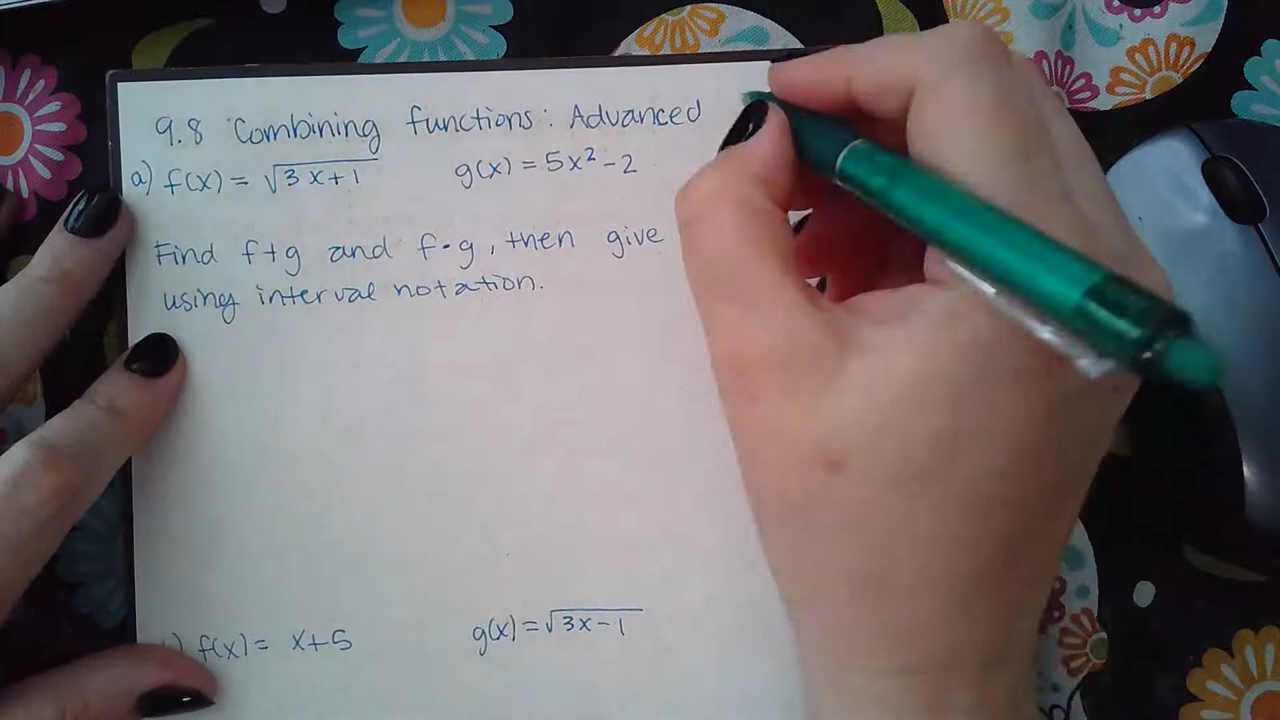 9.8 Combining functions: Advanced
a) f(x) = √3x+1 g(x) = 5x² - 2
Find f+g and f·g, then give
using interval notation.
) f(x) = x+5 g(x) = √3x-1